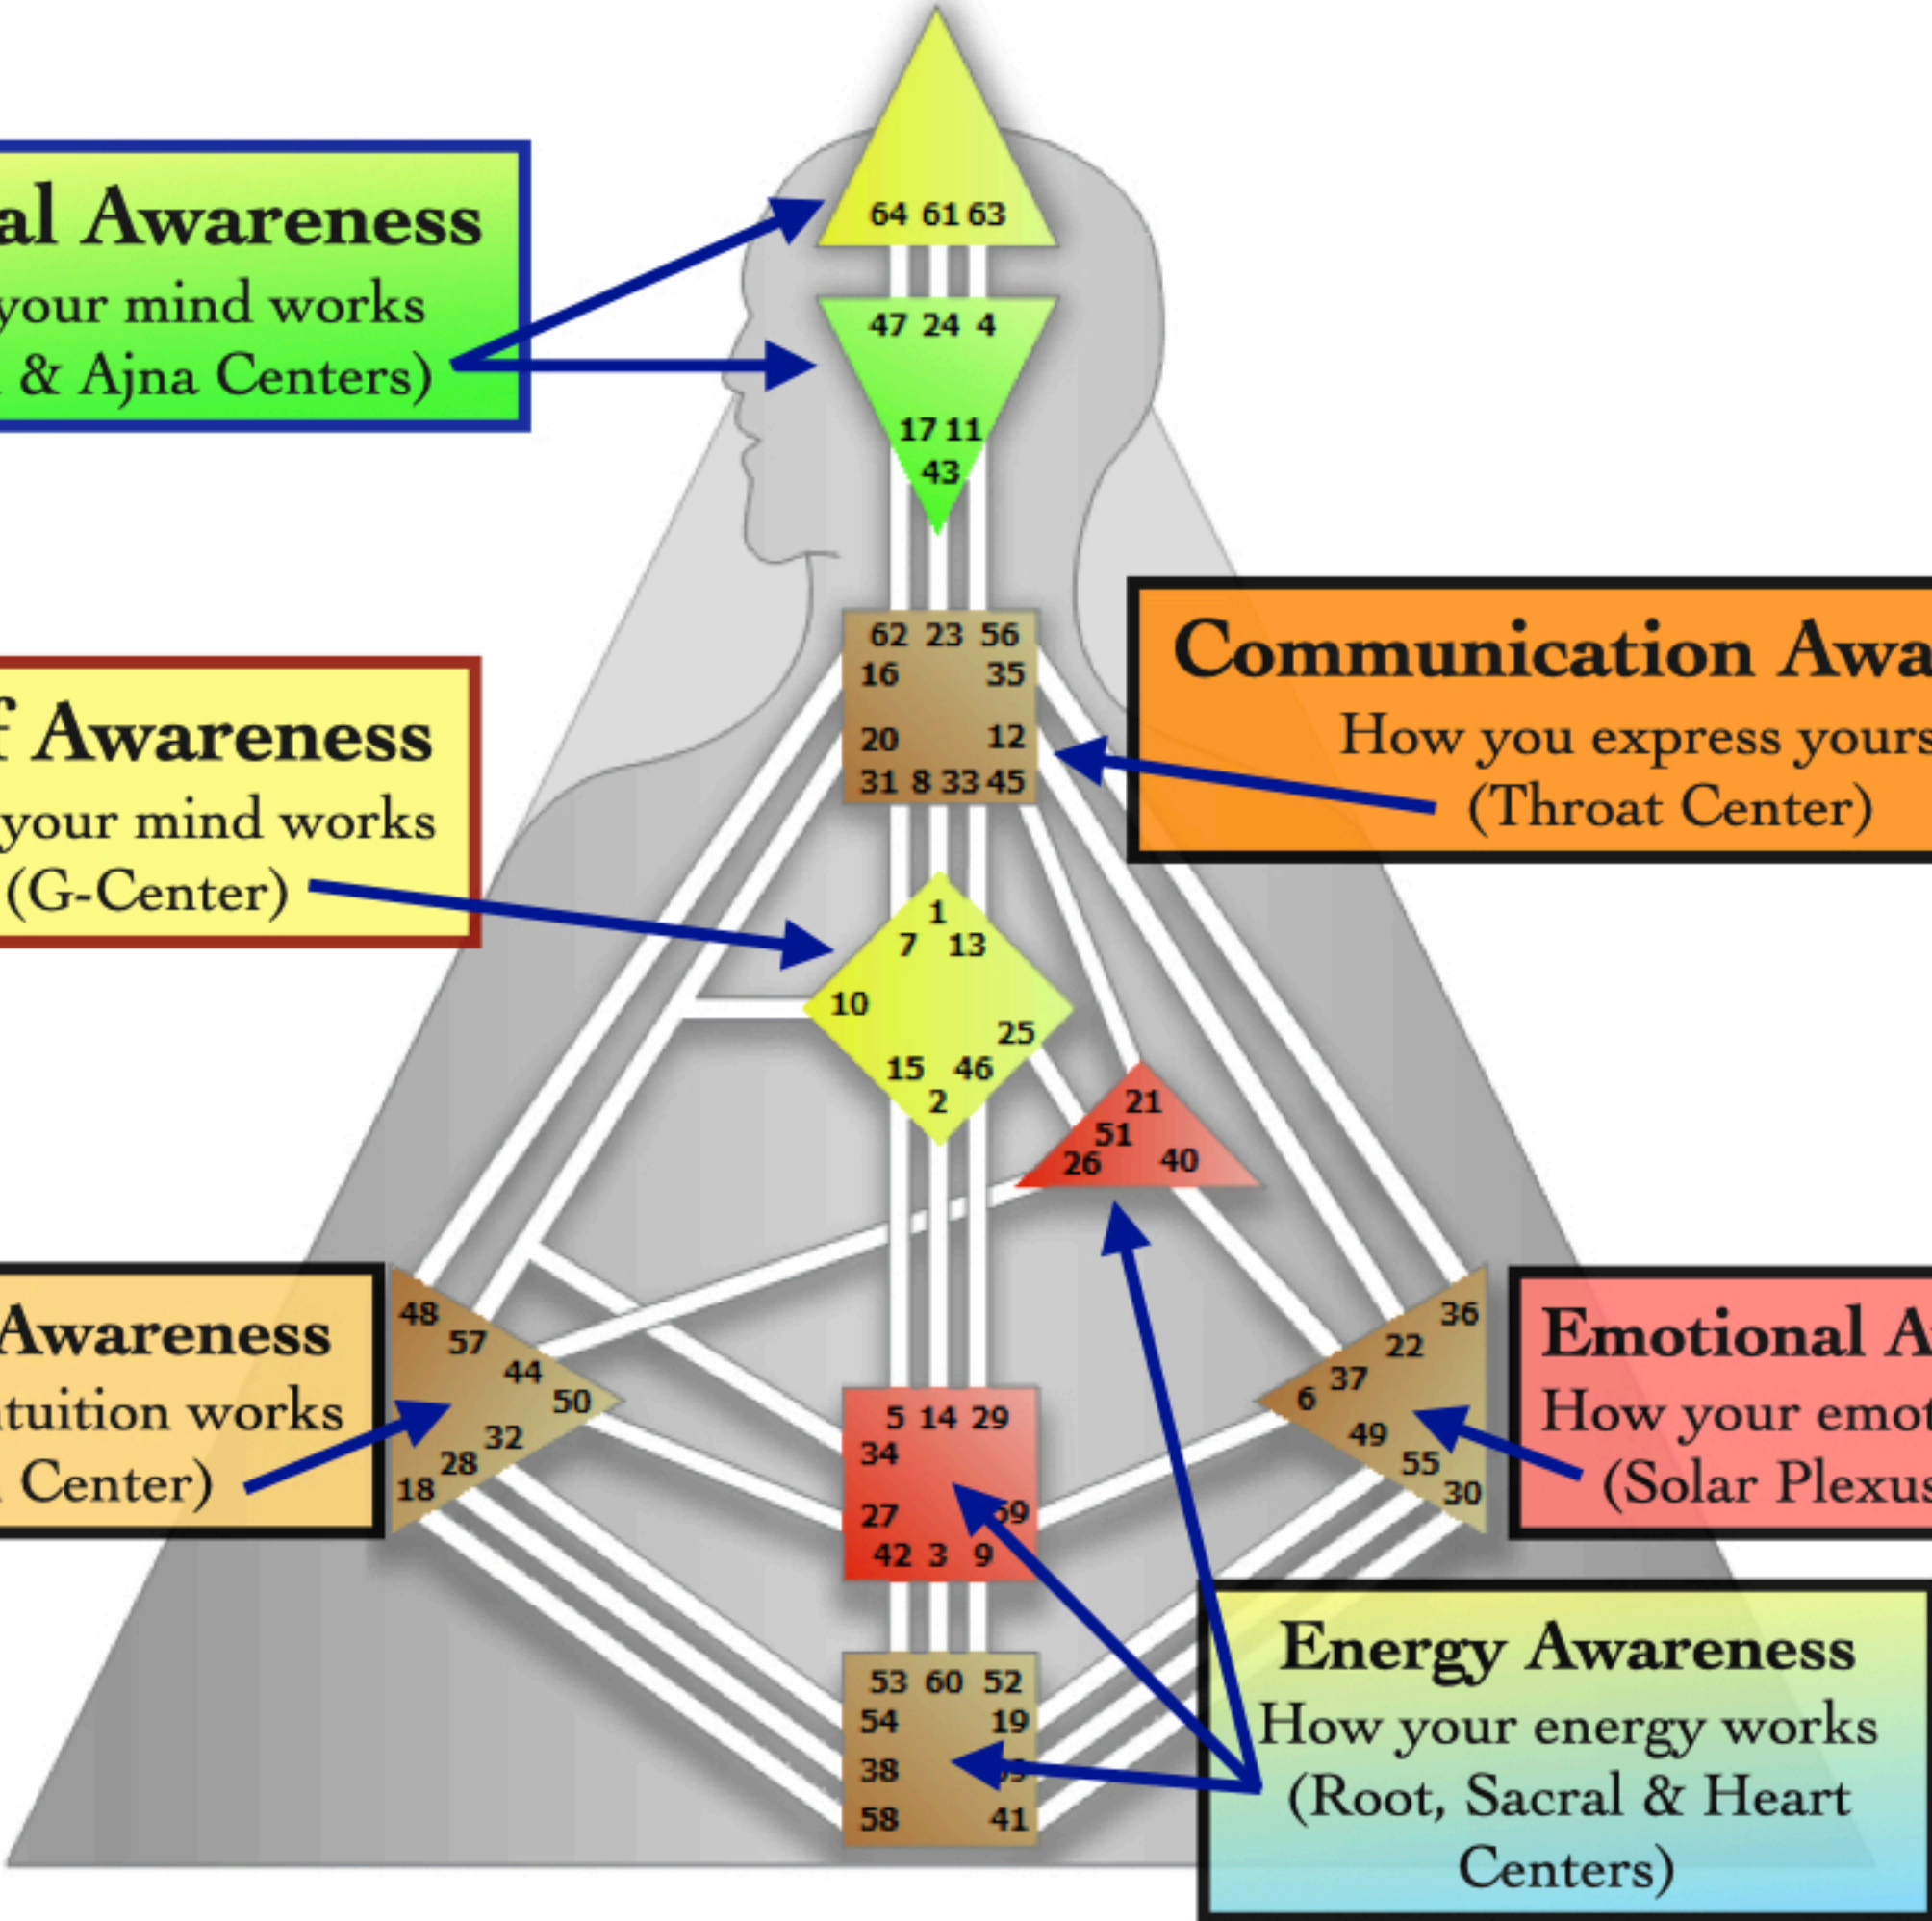 64 61 63
al Awareness
your mind works
& Ajna Centers)
47 24 4
17 11
43
Communication Awa
How you express yours
(Throat Center)
62 23 56
16 35
20 12
31 8 33 45
f Awareness
your mind works
(G-Center)
1
7 13
10
25
15 46
2
21
51
26 40
Awareness
tuition works
Center)
48
57
44
50
32
28
18
36
22
37
6
49
55
30
Emotional A
How your emot
(Solar Plexus
5 14 29
34
27 59
42 3 9
53 60 52
54 19
38
58 41
Energy Awareness
How your energy works
(Root, Sacral & Heart
Centers)